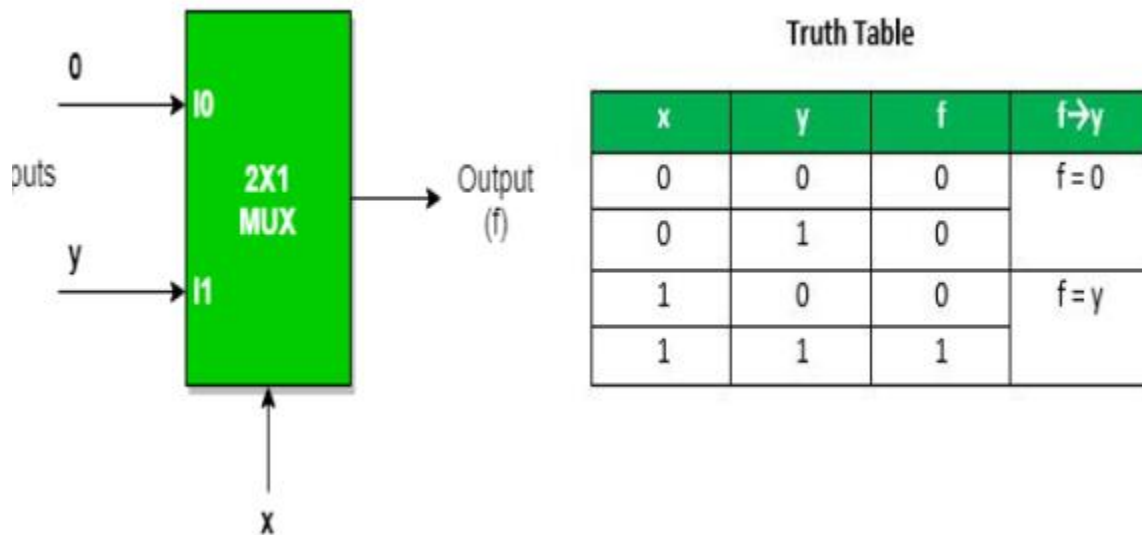 0
I0
2X1
MUX
Output
(f)
y
I1
x
Truth Table
x y f f→y
0 0 0 f = 0
0 1 0
1 0 0 f = y
1 1 1